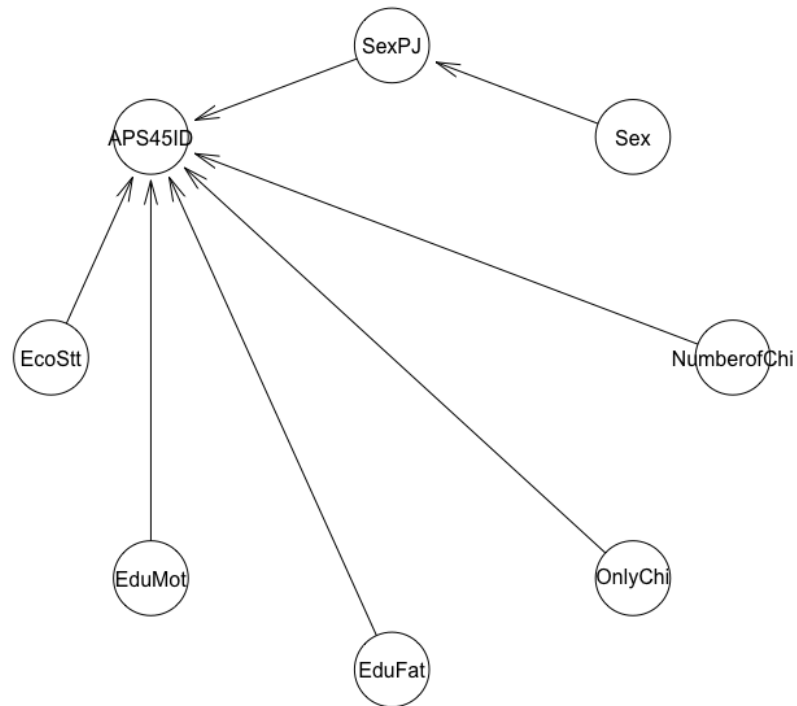 SexPJ
APS45ID
Sex
EcoStt
NumberofChi
EduMot
OnlyChi
EduFat